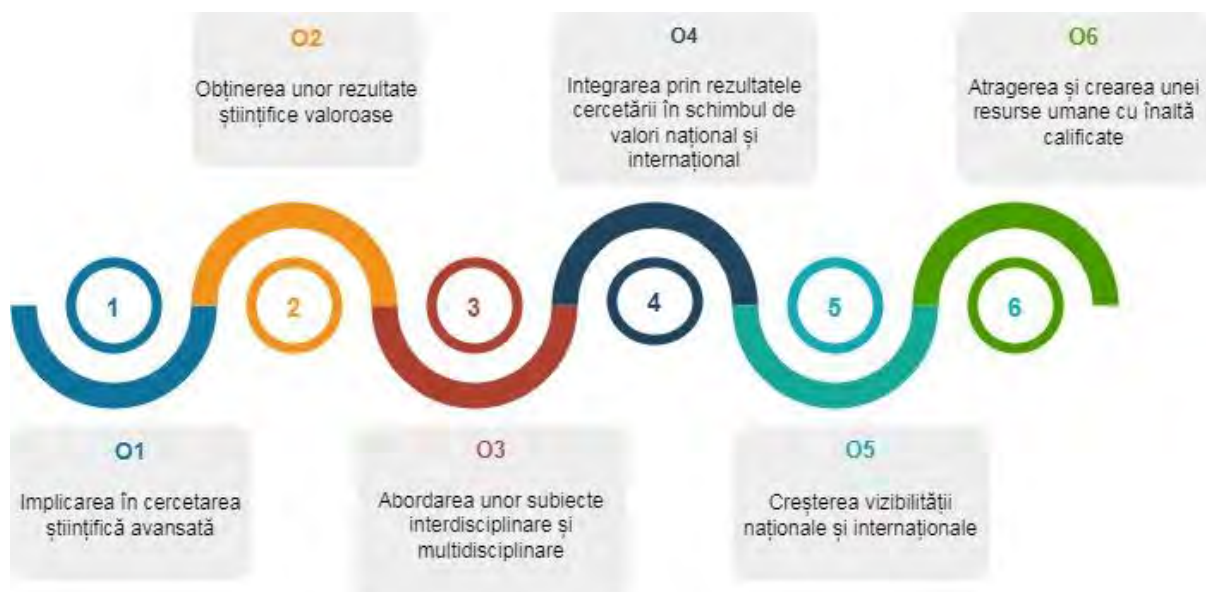 O2
Obținerea unor rezultate
științifice valoroase
O4
Integrarea prin rezultatele
cercetării în schimbul de
valori național și
internațional
O6
Atragerea și crearea unei
resurse umane cu înaltă
calificate
1
2
3
4
5
6
O1
Implicarea în cercetarea
științifică avansată
O3
Abordarea unor subiecte
interdisciplinare și
multidisciplinare
O5
Creșterea vizibilității
naționale și internaționale